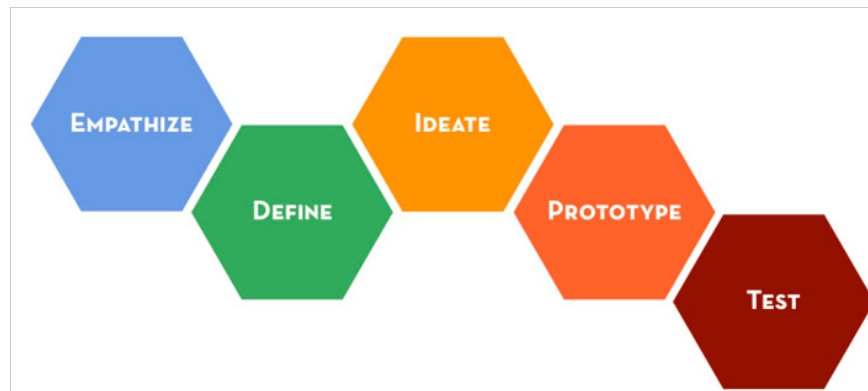 EMPATHIZE
DEFINE
IDEATE
PROTOTYPE
TEST